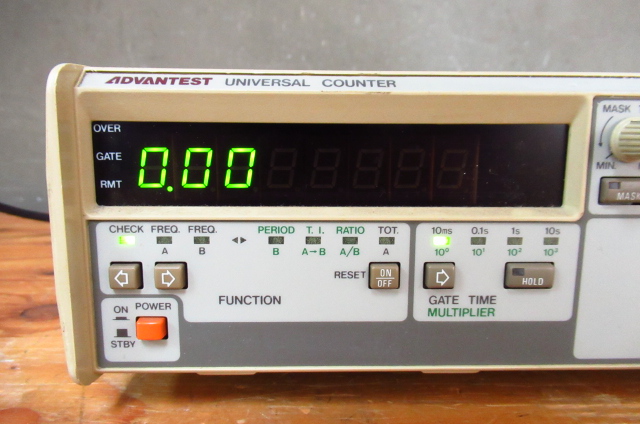 ADVANTEST UNIVERSAL COUNTER
OVER
GATE
RMT
0.00
MASK
MIN.
MASK
CHECK FREQ. FREQ. ◂▸ PERIOD T. I. RATIO TOT.
A B B A→B A/B A
10ms 0.1s 1s 10s
10⁰ 10¹ 10² 10³
RESET ON/OFF
HOLD
FUNCTION
GATE TIME
MULTIPLIER
ON POWER
STBY